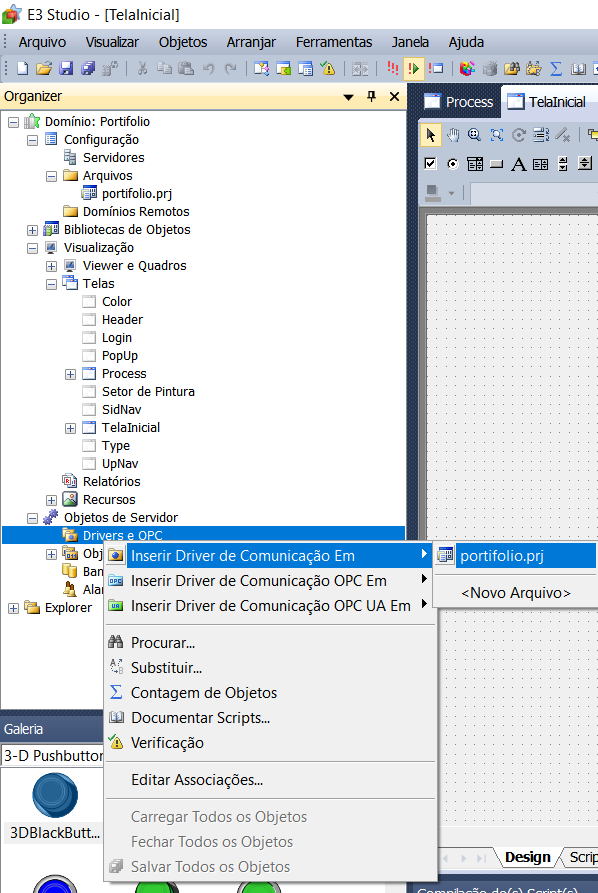 E3 Studio - [TelaInicial]
Arquivo Visualizar Objetos Arranjar Ferramentas Janela Ajuda
Organizer
Domínio: Portifolio
Configuração
Servidores
Arquivos
portifolio.prj
Domínios Remotos
Bibliotecas de Objetos
Visualização
Viewer e Quadros
Telas
Color
Header
Login
PopUp
Process
Setor de Pintura
SidNav
TelaInicial
Type
UpNav
Relatórios
Recursos
Objetos de Servidor
Drivers e OPC
Obj
Ban
Alar
Explorer
Process TelaInicial
Inserir Driver de Comunicação Em
Inserir Driver de Comunicação OPC Em
Inserir Driver de Comunicação OPC UA Em
Procurar...
Substituir...
Contagem de Objetos
Documentar Scripts...
Verificação
Editar Associações...
Carregar Todos os Objetos
Fechar Todos os Objetos
Salvar Todos os Objetos
portifolio.prj
<Novo Arquivo>
Galeria
3-D Pushbutton
3DBlackButt...
Design Scrip